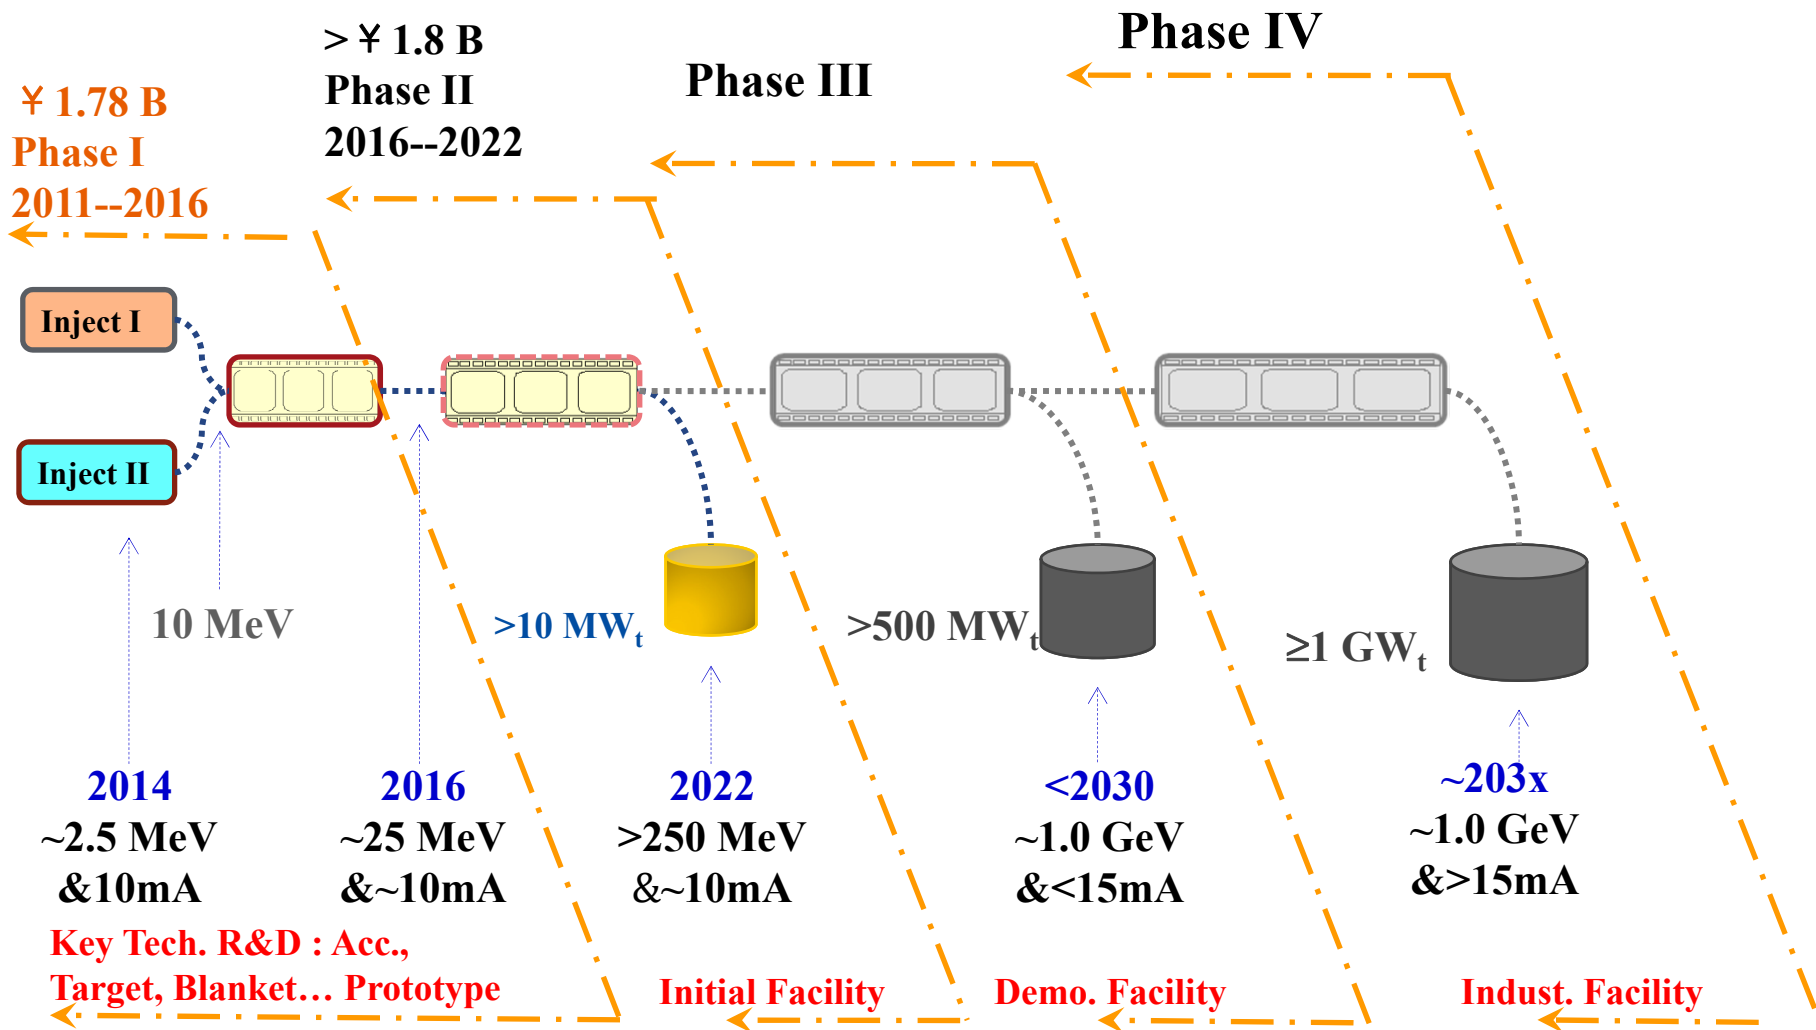 ¥ 1.78 B
Phase I
2011--2016
> ¥ 1.8 B
Phase II
2016--2022
Phase III
Phase IV
Inject I
Inject II
10 MeV
>10 MWt
>500 MWt
≥1 GWt
2014
~2.5 MeV
&10mA
2016
~25 MeV
&~10mA
2022
>250 MeV
&~10mA
<2030
~1.0 GeV
&<15mA
~203x
~1.0 GeV
&>15mA
Key Tech. R&D : Acc.,
Target, Blanket… Prototype
Initial Facility
Demo. Facility
Indust. Facility